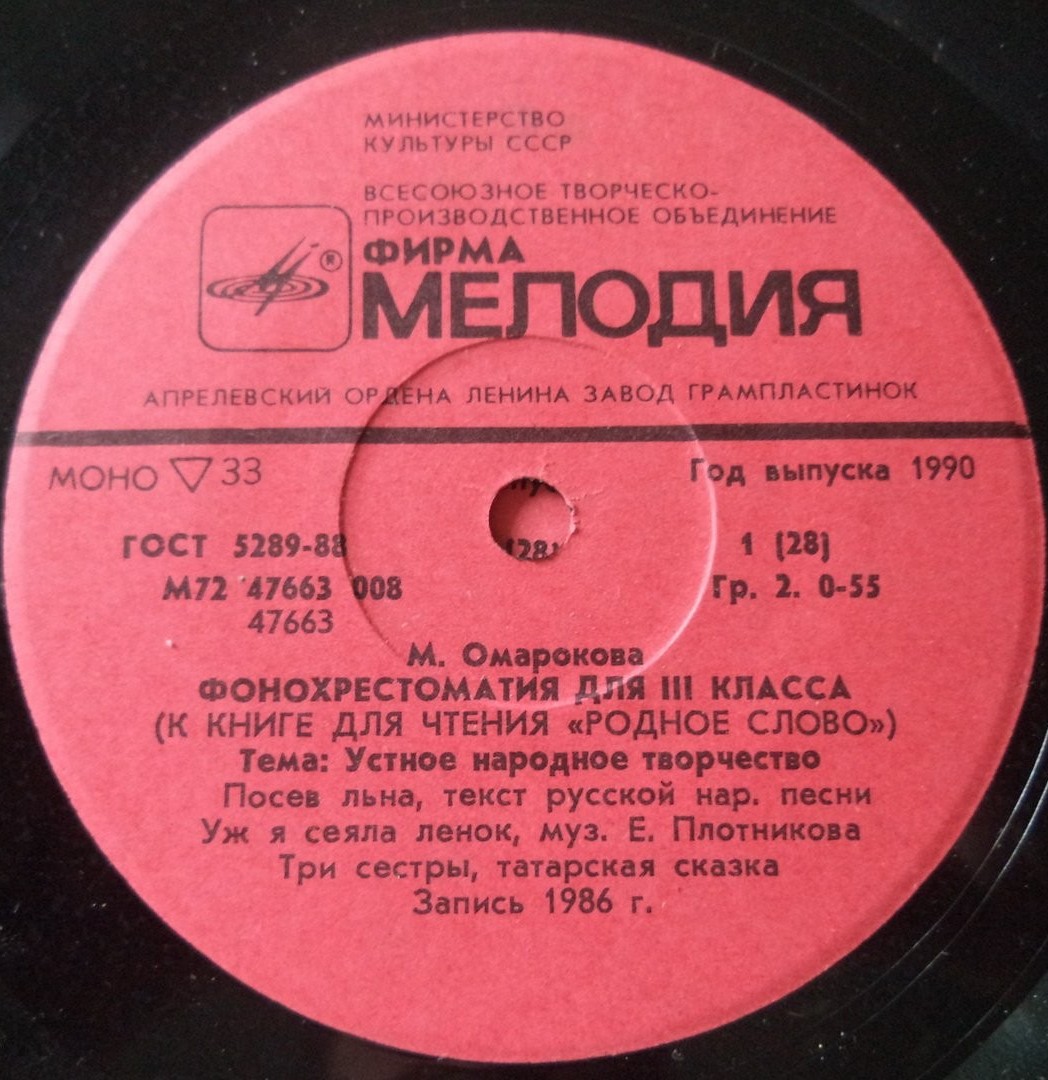 МИНИСТЕРСТВО
КУЛЬТУРЫ СССР
ВСЕСОЮЗНОЕ ТВОРЧЕСКО-
ПРОИЗВОДСТВЕННОЕ ОБЪЕДИНЕНИЕ
ФИРМА
®
МЕЛОДИЯ
АПРЕЛЕВСКИЙ ОРДЕНА ЛЕНИНА ЗАВОД ГРАМПЛАСТИНОК
МОНО ▽ 33
Год выпуска 1990
ГОСТ 5289-88
1 (28)
М72 47663 008
Гр. 2. 0-55
47663
М. Омарокова
ФОНОХРЕСТОМАТИЯ ДЛЯ III КЛАССА
(К КНИГЕ ДЛЯ ЧТЕНИЯ «РОДНОЕ СЛОВО»)
Тема: Устное народное творчество
Посев льна, текст русской нар. песни
Уж я сеяла ленок, муз. Е. Плотникова
Три сестры, татарская сказка
Запись 1986 г.